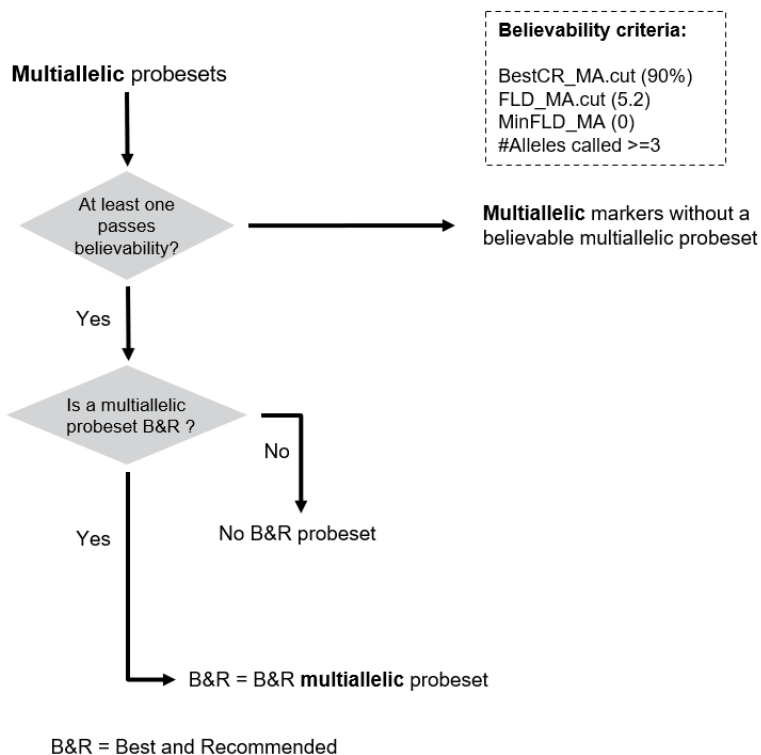 Believability criteria:
BestCR_MA.cut (90%)
FLD_MA.cut (5.2)
MinFLD_MA (0)
#Alleles called >=3
Multiallelic probesets
At least one
passes
believability?
Multiallelic markers without a
believable multiallelic probeset
Yes
Is a multiallelic
probeset B&R ?
No
No B&R probeset
Yes
B&R = B&R multiallelic probeset
B&R = Best and Recommended